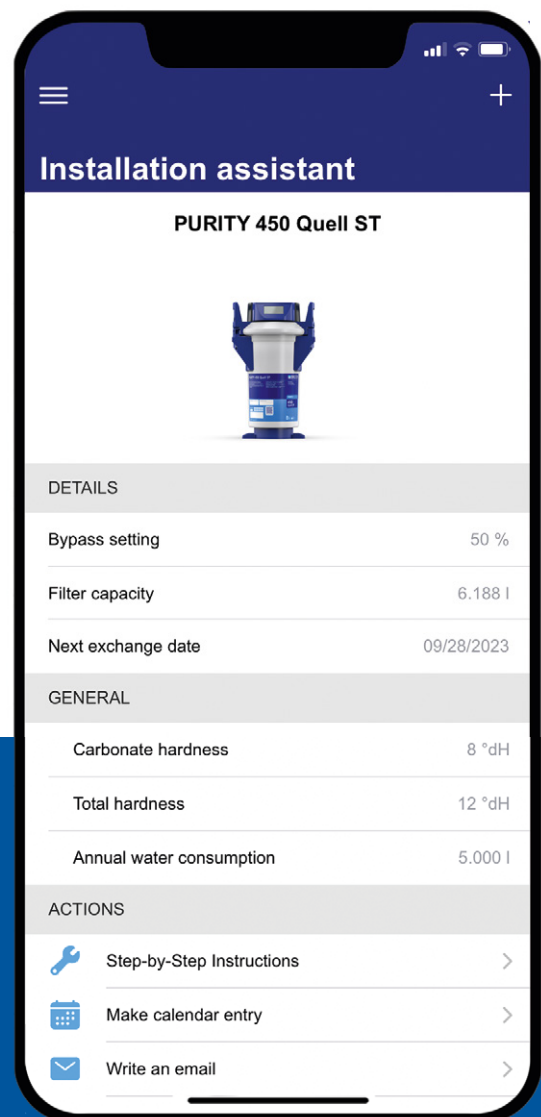 Installation assistant
PURITY 450 Quell ST
DETAILS
Bypass setting 50 %
Filter capacity 6.188 l
Next exchange date 09/28/2023
GENERAL
Carbonate hardness 8 °dH
Total hardness 12 °dH
Annual water consumption 5.000 l
ACTIONS
Step-by-Step Instructions
Make calendar entry
Write an email